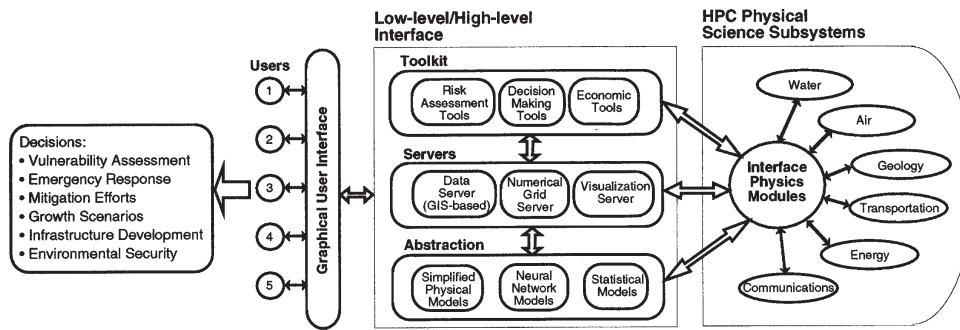 Low-level/High-level
Interface
HPC Physical
Science Subsystems
Users
1
2
3
4
5
Graphical User Interface
Decisions:
• Vulnerability Assessment
• Emergency Response
• Mitigation Efforts
• Growth Scenarios
• Infrastructure Development
• Environmental Security
Toolkit
Risk
Assessment
Tools
Decision
Making
Tools
Economic
Tools
Servers
Data
Server
(GIS-based)
Numerical
Grid
Server
Visualization
Server
Abstraction
Simplified
Physical
Models
Neural
Network
Models
Statistical
Models
Interface
Physics
Modules
Water
Air
Geology
Transportation
Energy
Communications